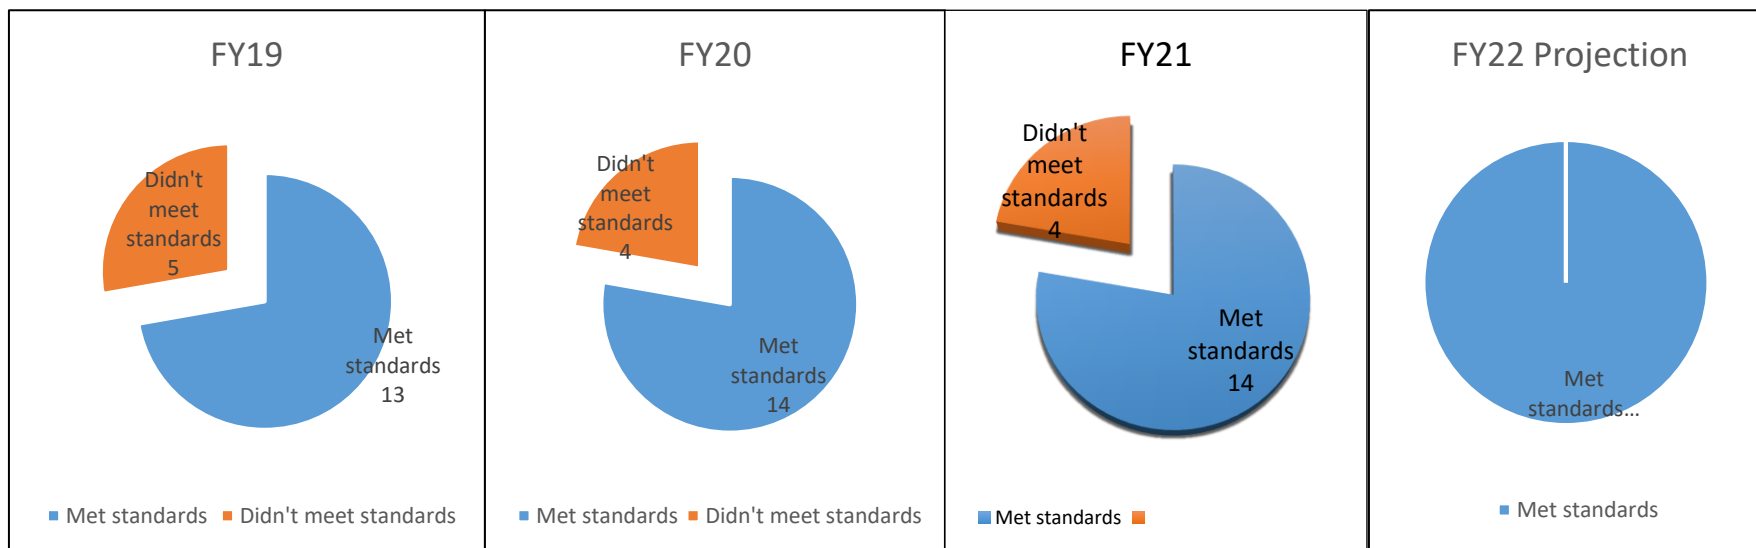 FY19
Didn't
meet
standards
5
Met
standards
13
Met standards Didn't meet standards
FY20
Didn't
meet
standards
4
Met
standards
14
Met standards Didn't meet standards
FY21
Didn't
meet
standards
4
Met
standards
14
Met standards
FY22 Projection
Met
standards...
Met standards